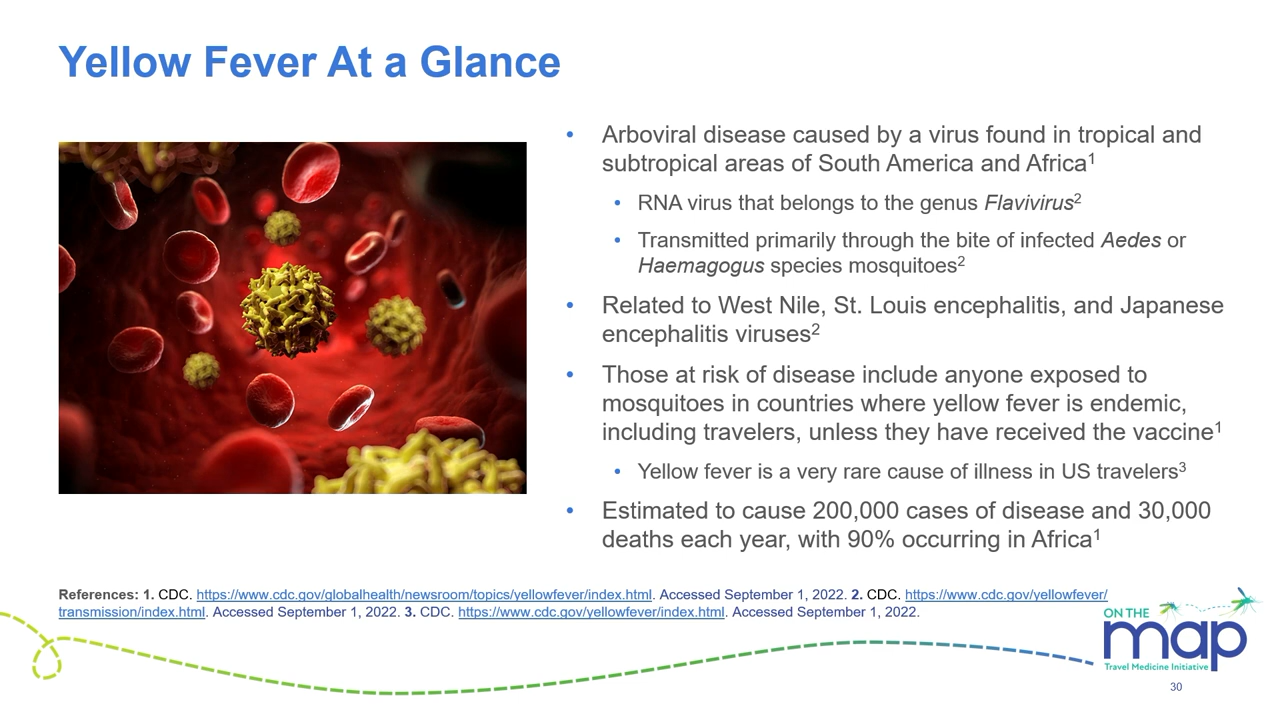 Yellow Fever At a Glance
• Arboviral disease caused by a virus found in tropical and
subtropical areas of South America and Africa¹
• RNA virus that belongs to the genus Flavivirus²
• Transmitted primarily through the bite of infected Aedes or
Haemagogus species mosquitoes²
• Related to West Nile, St. Louis encephalitis, and Japanese
encephalitis viruses²
• Those at risk of disease include anyone exposed to
mosquitoes in countries where yellow fever is endemic,
including travelers, unless they have received the vaccine¹
• Yellow fever is a very rare cause of illness in US travelers³
• Estimated to cause 200,000 cases of disease and 30,000
deaths each year, with 90% occurring in Africa¹
References: 1. CDC. https://www.cdc.gov/globalhealth/newsroom/topics/yellowfever/index.html. Accessed September 1, 2022. 2. CDC. https://www.cdc.gov/yellowfever/
transmission/index.html. Accessed September 1, 2022. 3. CDC. https://www.cdc.gov/yellowfever/index.html. Accessed September 1, 2022.
ON THE
map
Travel Medicine Initiative
30